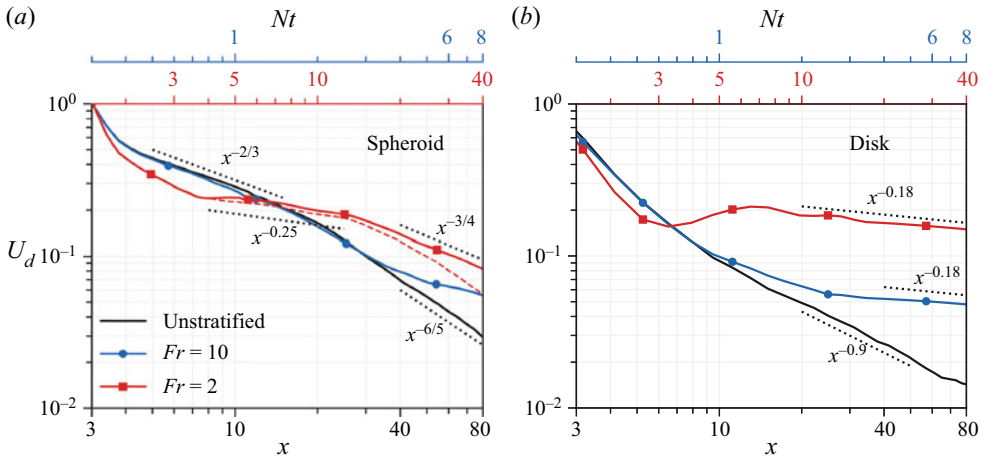 (a)
Nt
1 6 8
3 5 10 40
10^0
Spheroid
x^{-2/3}
x^{-3/4}
x^{-0.25}
U_d 10^{-1}
x^{-6/5}
Unstratified
Fr = 10
Fr = 2
10^{-2}
3 10 40 80
x
(b)
Nt
1 6 8
3 5 10 40
10^0
Disk
x^{-0.18}
10^{-1}
x^{-0.18}
x^{-0.9}
10^{-2}
3 10 40 80
x